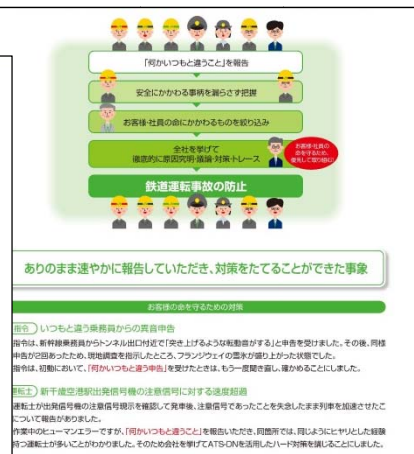 「何かいつもと違うこと」を報告
安全にかかわる事柄を漏らさず把握
お客様・社員の命にかかわるものを絞り込み
全社を挙げて
徹底的に原因究明・議論・対策・トレース
お客様・社員の
命を守るため、
優先して取り組む!
鉄道運転事故の防止
ありのまま速やかに報告していただき、対策をたてることができた事象
お客様の命を守るための対策
指令）いつもと違う乗務員からの異音申告
指令は、新幹線乗務員からトンネル出口付近で「突き上げるような転動音がする」と申告を受けました。その後、同様
申告が2回あったため、現地調査を指示したところ、フランジウェイの雪氷が盛り上がった状態でした。
指令は、初動において、「何かいつもと違う申告」を受けたときは、もう一度聞き返し、確かめることにしました。
運転士）新千歳空港駅出発信号機の注意信号に対する速度超過
運転士が出発信号機の注意信号現示を確認して発車後、注意信号であったことを失念したまま列車を加速させたこ
について報告がありました。
作業中のヒューマンエラーですが、「何かいつもと違うこと」を報告いただき、同箇所では、同じようにヒヤリとした経験
持つ運転士が多いことがわかりました。そのため会社を挙げてATS-DNを活用したハード対策を講じることにしました。